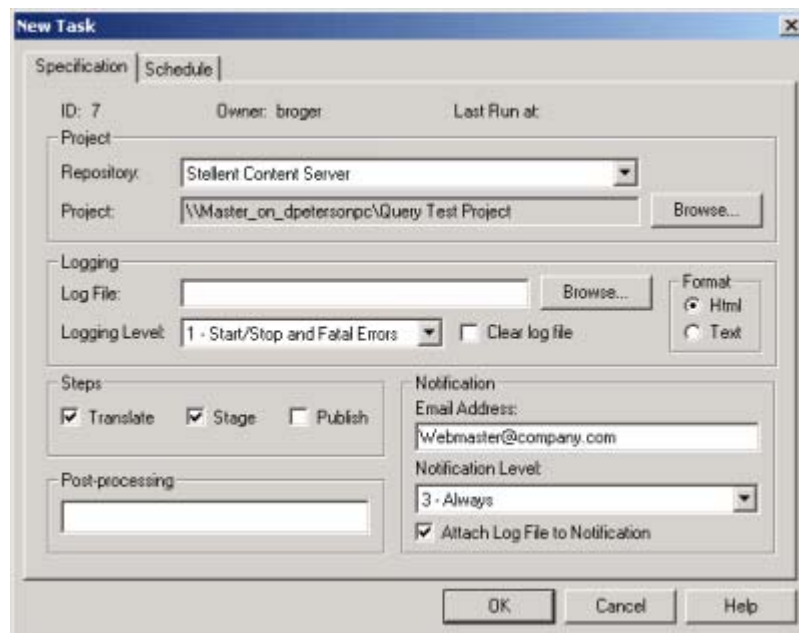 New Task
Specification Schedule
ID: 7 Owner: broger Last Run at:
Project
Repository: Stellent Content Server
Project: \\Master_on_dpetersonpc\Query Test Project Browse...
Logging
Log File: Browse...
Format
Html
Logging Level: 1 - Start/Stop and Fatal Errors Clear log file Text
Steps
Translate Stage Publish
Notification
Email Address:
Webmaster@company.com
Notification Level:
3 - Always
Attach Log File to Notification
Post-processing
OK Cancel Help